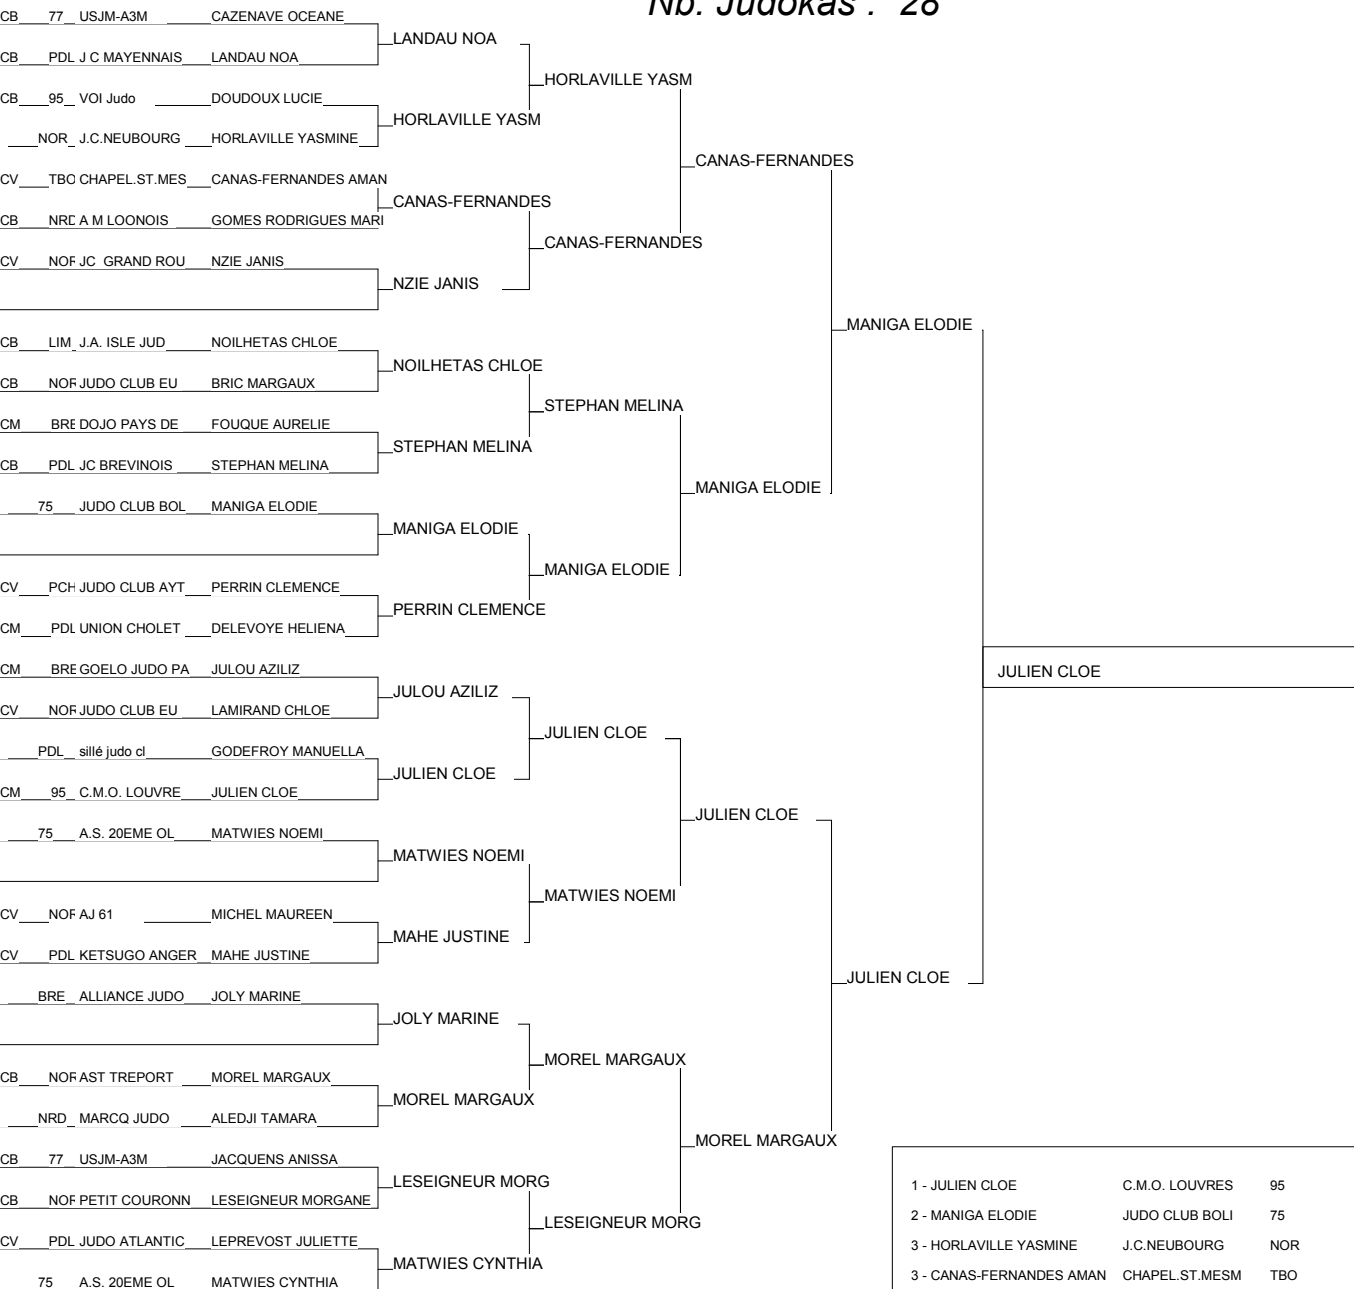 Nb. Judokas : 28
CB 77 USJM-A3M CAZENAVE OCEANE
LANDAU NOA
CB PDL J C MAYENNAIS LANDAU NOA
HORLAVILLE YASM
CB 95 VOI Judo DOUDOUX LUCIE
HORLAVILLE YASM
NOR J.C.NEUBOURG HORLAVILLE YASMINE
CANAS-FERNANDES
CV TBO CHAPEL.ST.MES CANAS-FERNANDES AMAN
CANAS-FERNANDES
CB NRD A M LOONOIS GOMES RODRIGUES MARI
CANAS-FERNANDES
CV NOR JC GRAND ROU NZIE JANIS
NZIE JANIS
MANIGA ELODIE
CB LIM J.A. ISLE JUD NOILHETAS CHLOE
NOILHETAS CHLOE
CB NOR JUDO CLUB EU BRIC MARGAUX
STEPHAN MELINA
CM BRE DOJO PAYS DE FOUQUE AURELIE
STEPHAN MELINA
CB PDL JC BREVINOIS STEPHAN MELINA
MANIGA ELODIE
75 JUDO CLUB BOL MANIGA ELODIE
MANIGA ELODIE
MANIGA ELODIE
CV PCH JUDO CLUB AYT PERRIN CLEMENCE
PERRIN CLEMENCE
CM PDL UNION CHOLET DELEVOYE HELIENA
CM BRE GOELO JUDO PA JULOU AZILIZ
JULIEN CLOE
JULOU AZILIZ
CV NOR JUDO CLUB EU LAMIRAND CHLOE
JULIEN CLOE
PDL sillé judo cl GODEFROY MANUELLA
JULIEN CLOE
CM 95 C.M.O. LOUVRE JULIEN CLOE
JULIEN CLOE
75 A.S. 20EME OL MATWIES NOEMI
MATWIES NOEMI
MATWIES NOEMI
CV NOR AJ 61 MICHEL MAUREEN
MAHE JUSTINE
CV PDL KETSUGO ANGER MAHE JUSTINE
JULIEN CLOE
BRE ALLIANCE JUDO JOLY MARINE
JOLY MARINE
MOREL MARGAUX
CB NOR AST TREPORT MOREL MARGAUX
MOREL MARGAUX
NRD MARCQ JUDO ALEDJI TAMARA
MOREL MARGAUX
CB 77 USJM-A3M JACQUENS ANISSA
LESEIGNEUR MORG
CB NOR PETIT COURONN LESEIGNEUR MORGANE
LESEIGNEUR MORG
CV PDL JUDO ATLANTIC LEPREVOST JULIETTE
MATWIES CYNTHIA
75 A.S. 20EME OL MATWIES CYNTHIA
1 - JULIEN CLOE C.M.O. LOUVRES 95
2 - MANIGA ELODIE JUDO CLUB BOLI 75
3 - HORLAVILLE YASMINE J.C.NEUBOURG NOR
3 - CANAS-FERNANDES AMAN CHAPEL.ST.MESM TBO